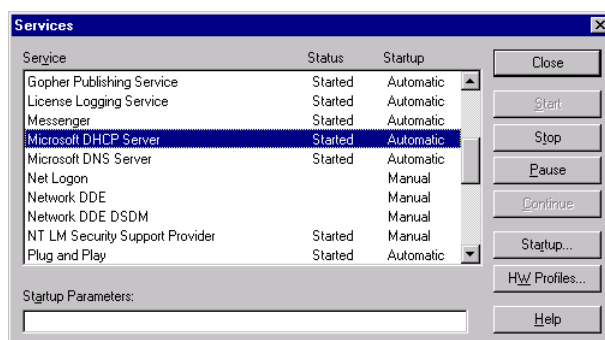 Services
Service Status Startup
Gopher Publishing Service Started Automatic
License Logging Service Started Automatic
Messenger Started Automatic
Microsoft DHCP Server Started Automatic
Microsoft DNS Server Started Automatic
Net Logon Manual
Network DDE Manual
Network DDE DSDM Manual
NT LM Security Support Provider Started Manual
Plug and Play Started Automatic
Startup Parameters:
Close
Start
Stop
Pause
Continue
Startup...
HW Profiles...
Help